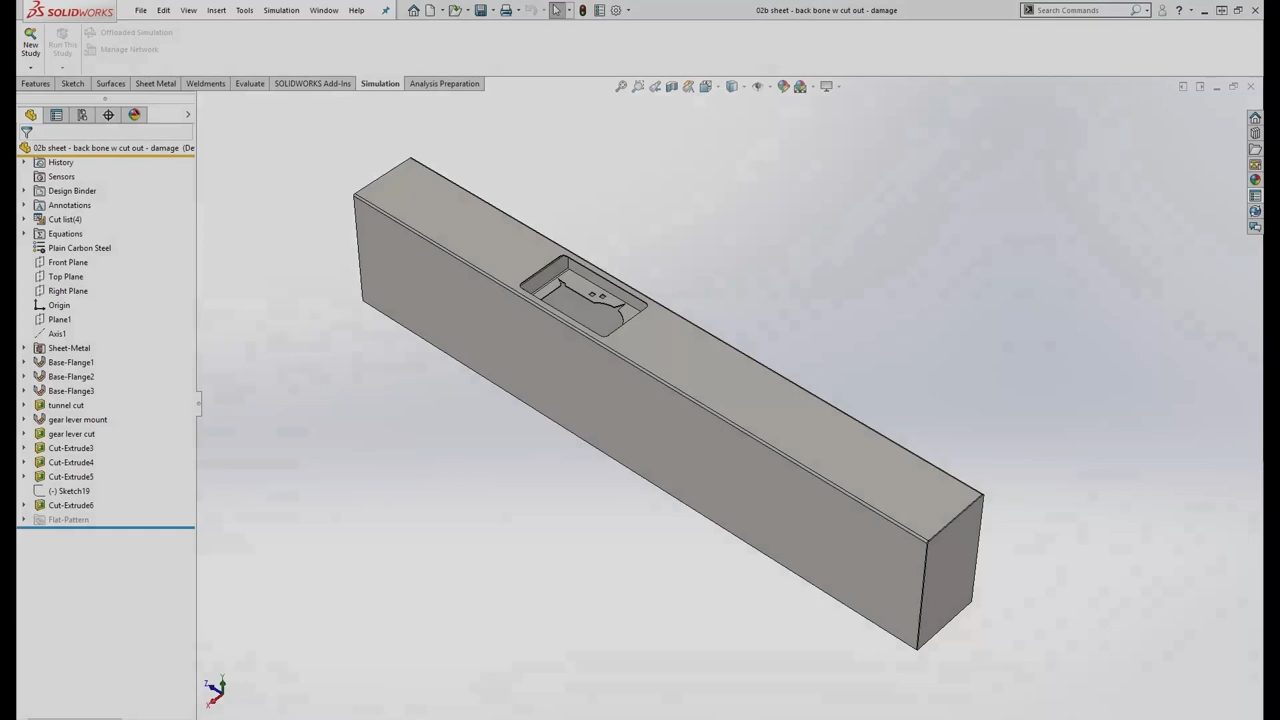 SOLIDWORKS File Edit View Insert Tools Simulation Window Help 02b sheet - back bone w cut out - damage Search Commands ?
New Study
Run This Study
Offloaded Simulation
Manage Network
Features Sketch Surfaces Sheet Metal Weldments Evaluate SOLIDWORKS Add-Ins Simulation Analysis Preparation
02b sheet - back bone w cut out - damage (De
History
Sensors
Design Binder
Annotations
Cut list(4)
Equations
Plain Carbon Steel
Front Plane
Top Plane
Right Plane
Origin
Plane1
Axis1
Sheet-Metal
Base-Flange1
Base-Flange2
Base-Flange3
tunnel cut
gear lever mount
gear lever cut
Cut-Extrude3
Cut-Extrude4
Cut-Extrude5
(-) Sketch19
Cut-Extrude6
Flat-Pattern
Y
Z
X